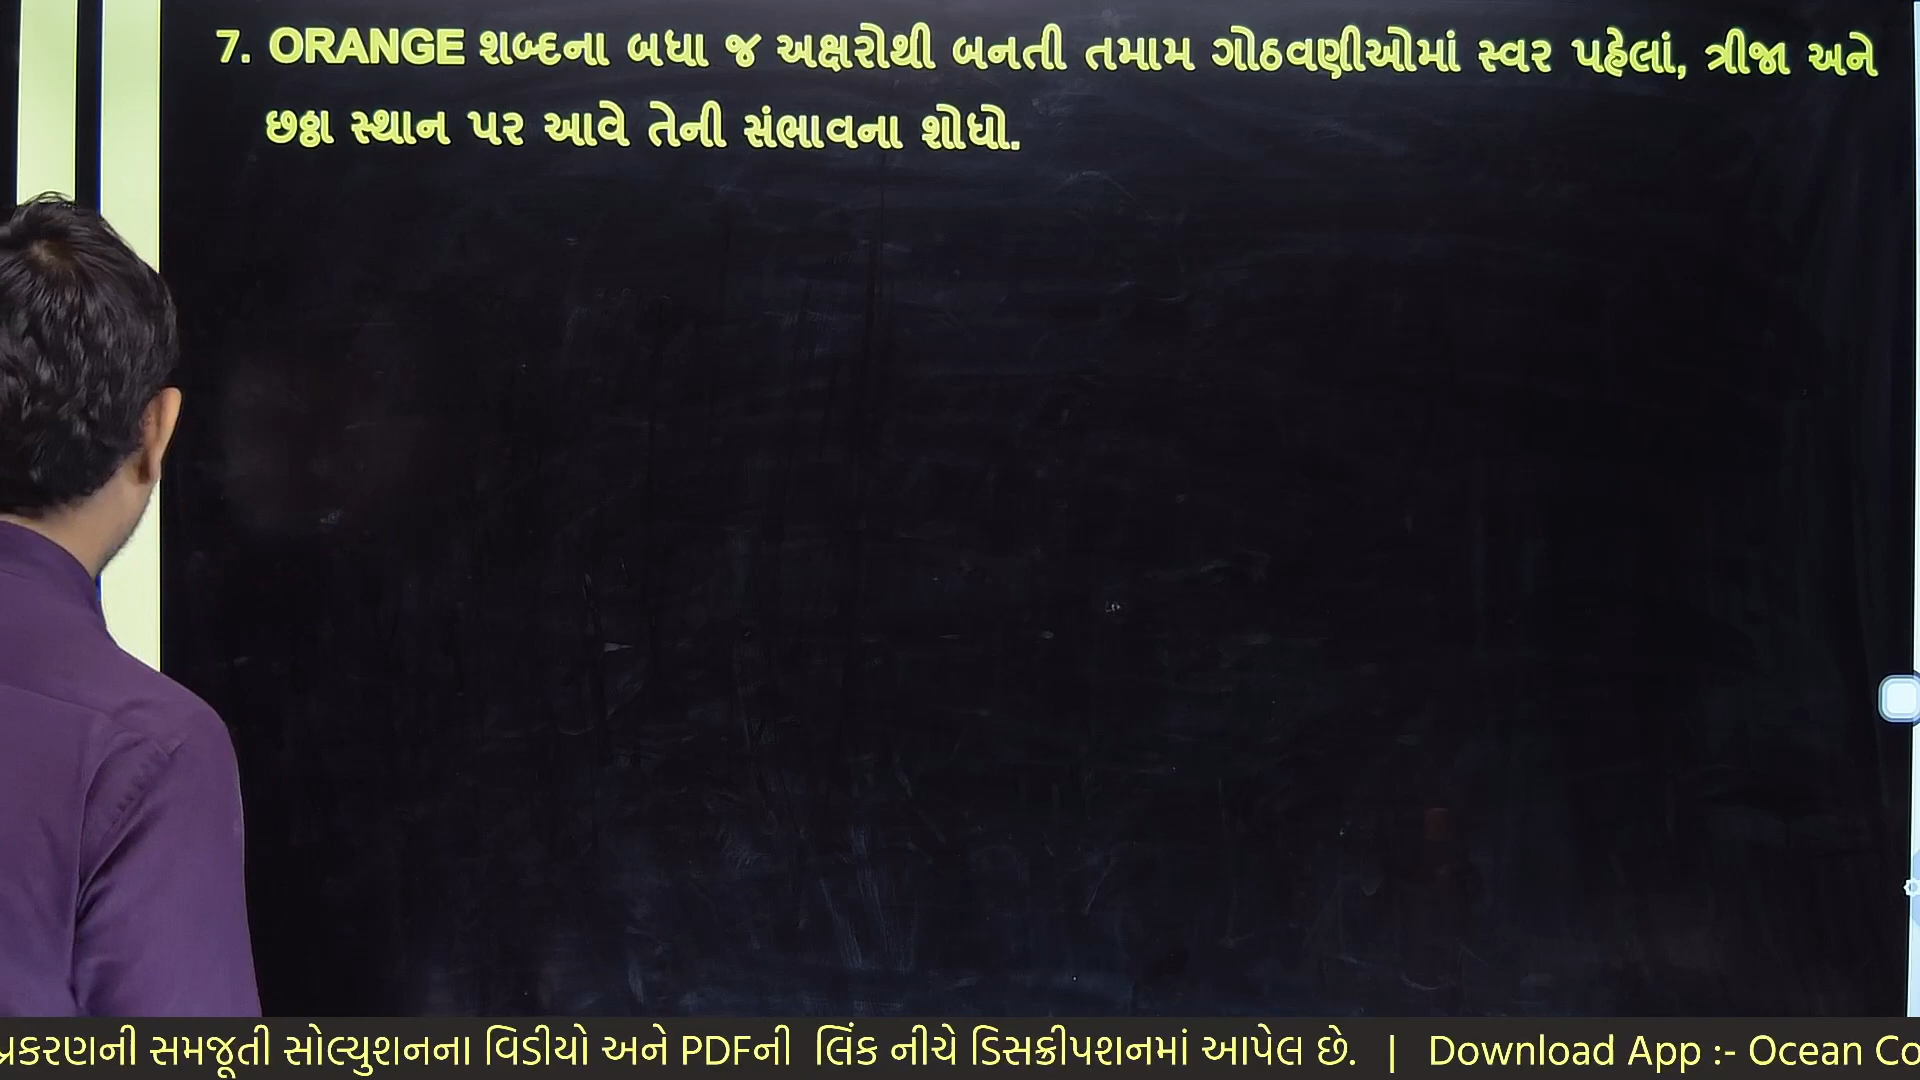 7. ORANGE શબ્દના બધા જ અક્ષરોથી બનતી તમામ ગોઠવણીઓમાં સ્વર પહેલાં, ત્રીજા અને
છઠ્ઠા સ્થાન પર આવે તેની સંભાવના શોધો.
પ્રકરણની સમજૂતી સોલ્યુશનના વિડીયો અને PDFની લિંક નીચે ડિસક્રીપશનમાં આપેલ છે. | Download App :- Ocean Co